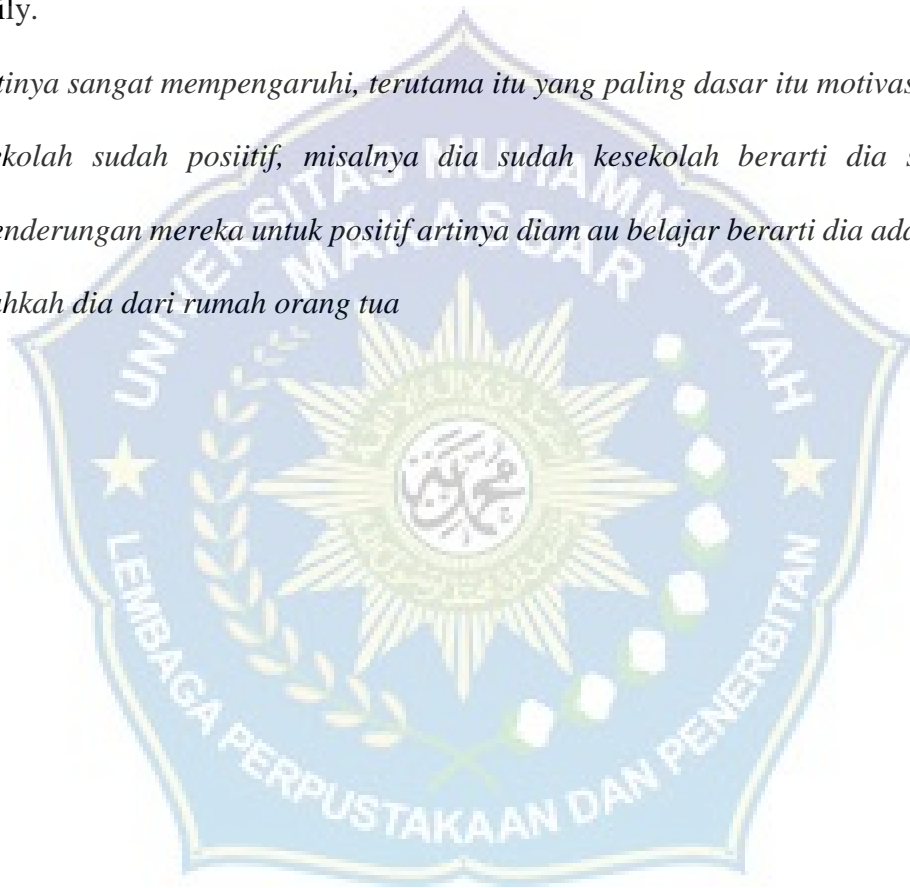 ily.
tinya sangat mempengaruhi, terutama itu yang paling dasar itu motivas
ekolah sudah posiitif, misalnya dia sudah kesekolah berarti dia s
enderungan mereka untuk positif artinya diam au belajar berarti dia ada
ahkah dia dari rumah orang tua
UNIVERSITAS MUHAMMADIYAH
MAKASSAR
LEMBAGA PERPUSTAKAAN DAN PENERBITAN